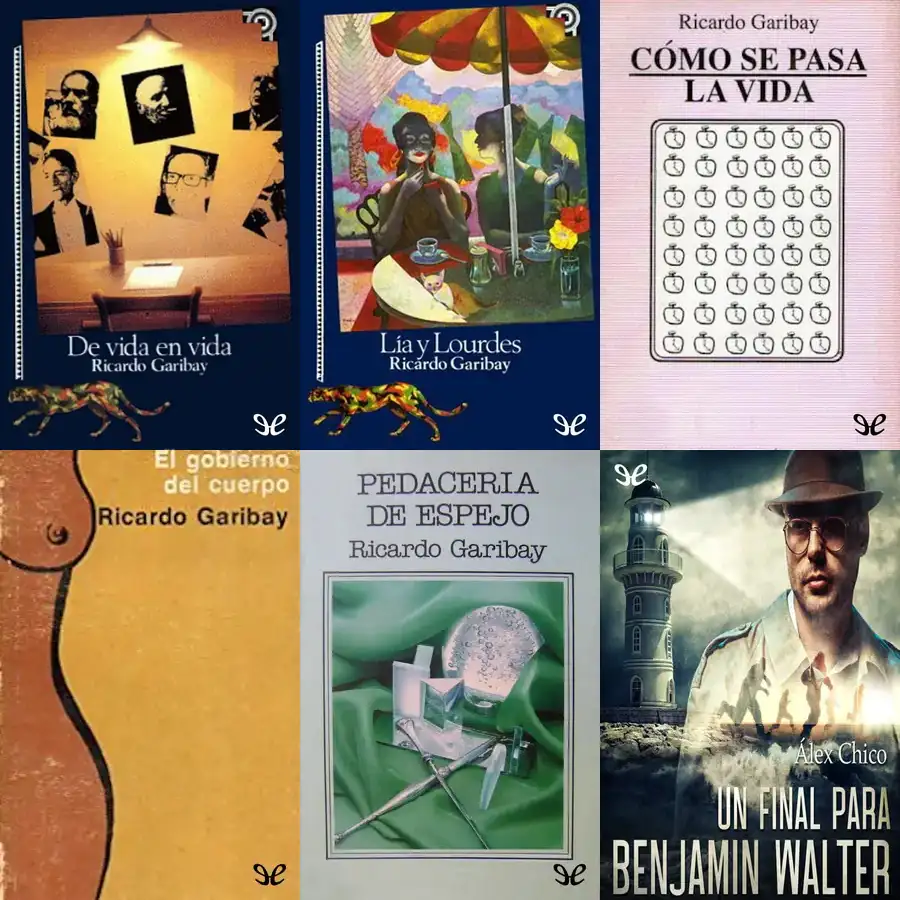 De vida en vida
Ricardo Garibay
Lía y Lourdes
Ricardo Garibay
Ricardo Garibay
CÓMO SE PASA
LA VIDA
El gobierno
del cuerpo
Ricardo Garibay
PEDACERIA
DE ESPEJO
Ricardo Garibay
Álex Chico
UN FINAL PARA
BENJAMIN WALTER